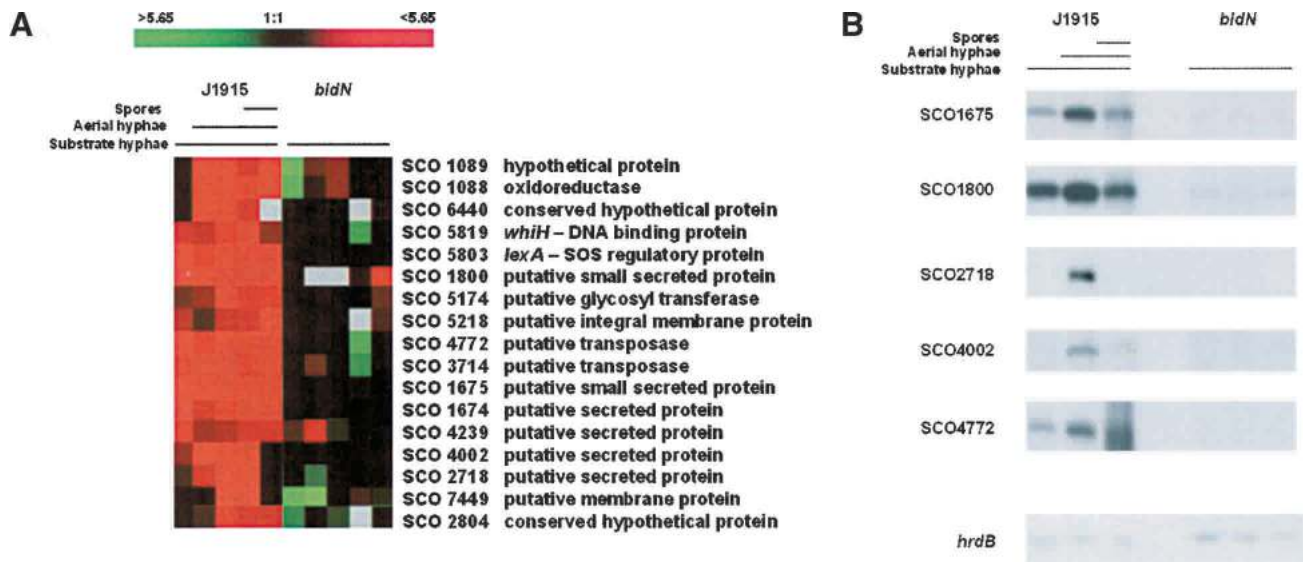 A
>5.65 1:1 <5.65
J1915 bldN
Spores
Aerial hyphae
Substrate hyphae
SCO 1089 hypothetical protein
SCO 1088 oxidoreductase
SCO 6440 conserved hypothetical protein
SCO 5819 whiH – DNA binding protein
SCO 5803 lexA – SOS regulatory protein
SCO 1800 putative small secreted protein
SCO 5174 putative glycosyl transferase
SCO 5218 putative integral membrane protein
SCO 4772 putative transposase
SCO 3714 putative transposase
SCO 1675 putative small secreted protein
SCO 1674 putative secreted protein
SCO 4239 putative secreted protein
SCO 4002 putative secreted protein
SCO 2718 putative secreted protein
SCO 7449 putative membrane protein
SCO 2804 conserved hypothetical protein
B
J1915 bldN
Spores
Aerial hyphae
Substrate hyphae
SCO1675
SCO1800
SCO2718
SCO4002
SCO4772
hrdB